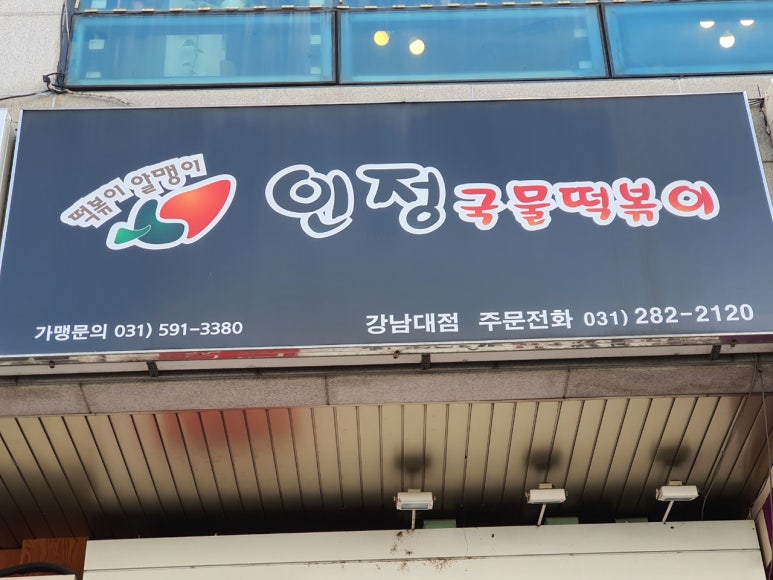 떡볶이 알맹이
인정국물떡볶이
가맹문의 031) 591-3380
강남대점 주문전화 031) 282-2120